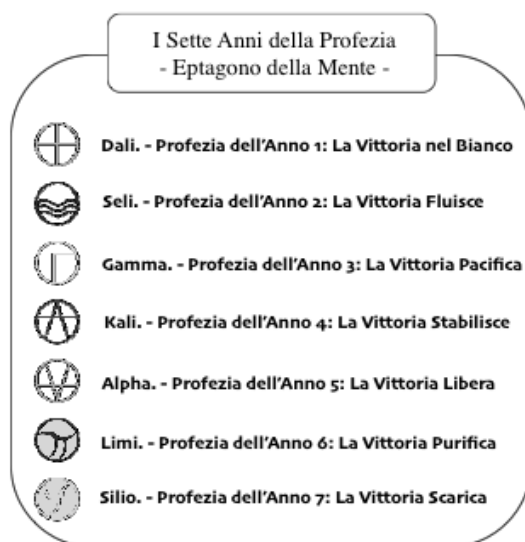 I Sette Anni della Profezia
- Eptagono della Mente -
Dali. - Profezia dell'Anno 1: La Vittoria nel Bianco
Seli. - Profezia dell'Anno 2: La Vittoria Fluisce
Gamma. - Profezia dell'Anno 3: La Vittoria Pacifica
Kali. - Profezia dell'Anno 4: La Vittoria Stabilisce
Alpha. - Profezia dell'Anno 5: La Vittoria Libera
Limi. - Profezia dell'Anno 6: La Vittoria Purifica
Silio. - Profezia dell'Anno 7: La Vittoria Scarica